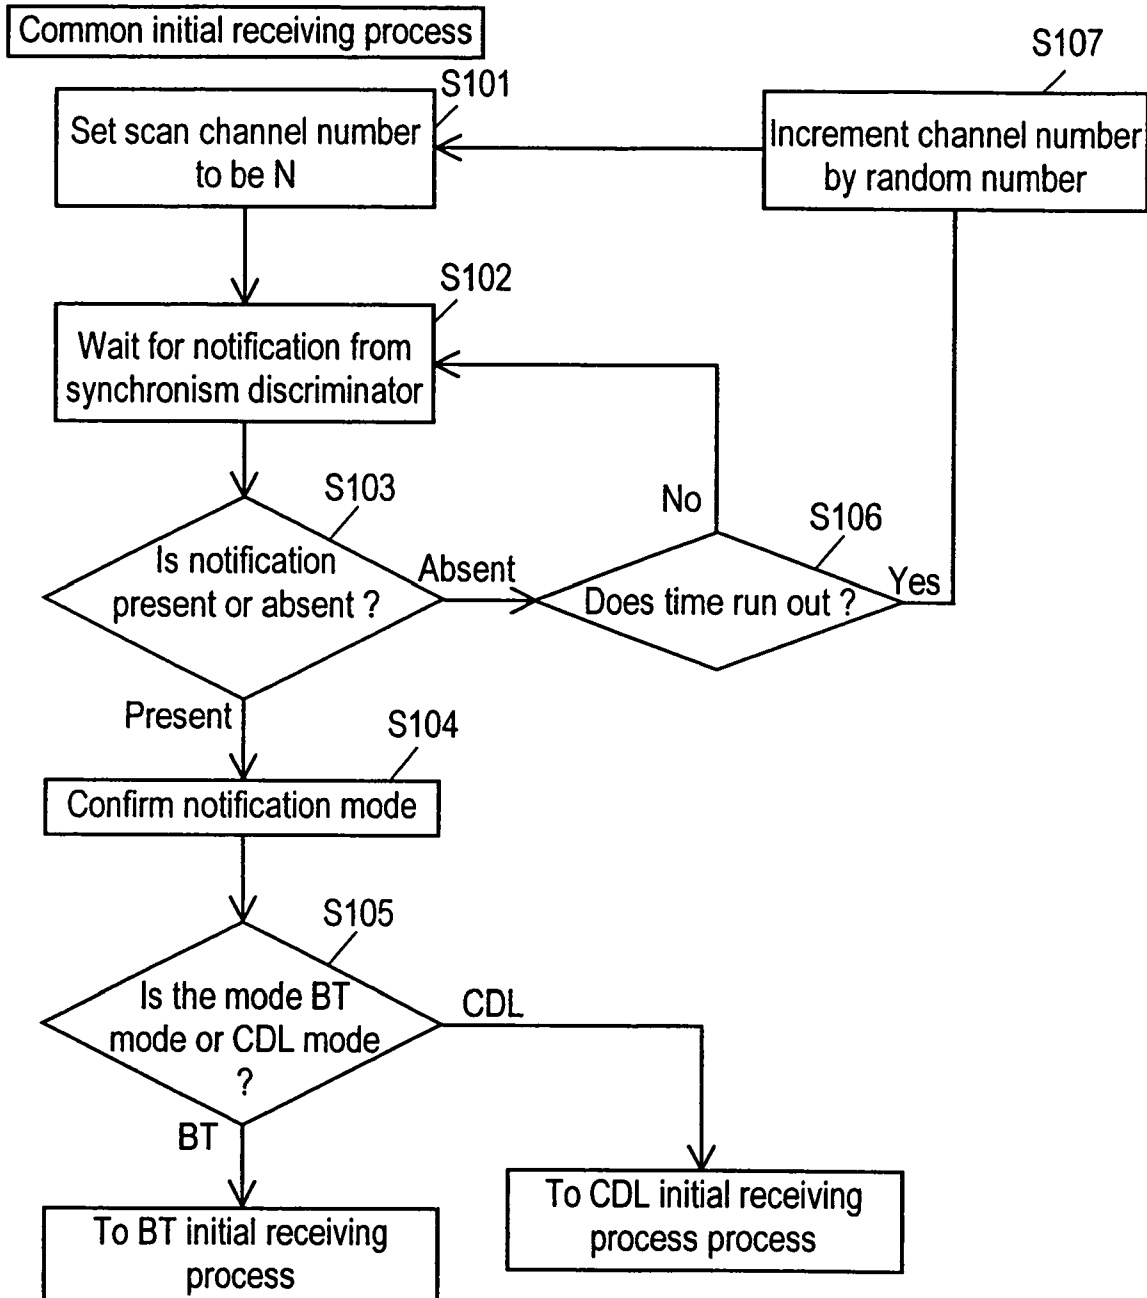 Common initial receiving process
S107
S101
Set scan channel number
to be N
Increment channel number
by random number
S102
Wait for notification from
synchronism discriminator
S103
No
S106
Is notification
present or absent ?
Absent
Does time run out ?
Yes
Present
S104
Confirm notification mode
S105
Is the mode BT
mode or CDL mode
?
CDL
BT
To CDL initial receiving
process process
To BT initial receiving
process